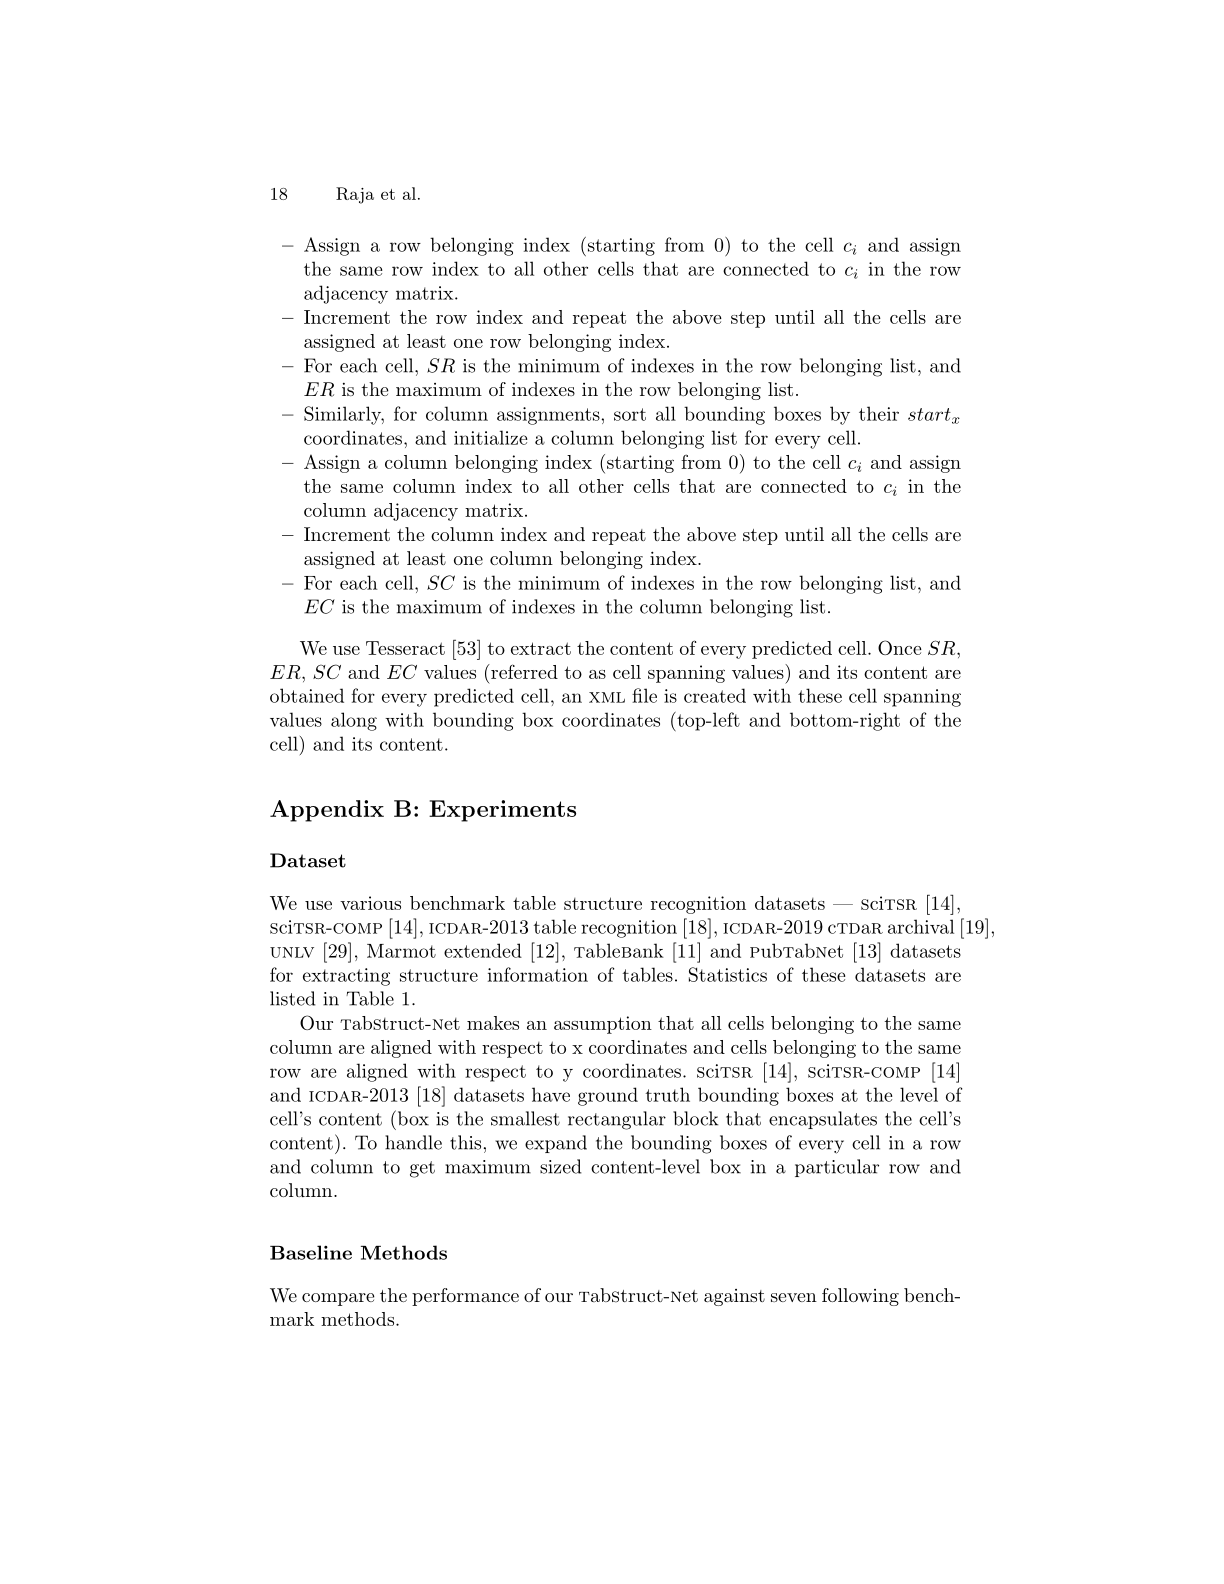 18 Raja et al.
– Assign a row belonging index (starting from 0) to the cell c_i and assign
the same row index to all other cells that are connected to c_i in the row
adjacency matrix.
– Increment the row index and repeat the above step until all the cells are
assigned at least one row belonging index.
– For each cell, SR is the minimum of indexes in the row belonging list, and
ER is the maximum of indexes in the row belonging list.
– Similarly, for column assignments, sort all bounding boxes by their start_x
coordinates, and initialize a column belonging list for every cell.
– Assign a column belonging index (starting from 0) to the cell c_i and assign
the same column index to all other cells that are connected to c_i in the
column adjacency matrix.
– Increment the column index and repeat the above step until all the cells are
assigned at least one column belonging index.
– For each cell, SC is the minimum of indexes in the row belonging list, and
EC is the maximum of indexes in the column belonging list.
We use Tesseract [53] to extract the content of every predicted cell. Once SR,
ER, SC and EC values (referred to as cell spanning values) and its content are
obtained for every predicted cell, an XML file is created with these cell spanning
values along with bounding box coordinates (top-left and bottom-right of the
cell) and its content.
Appendix B: Experiments
Dataset
We use various benchmark table structure recognition datasets — SciTSR [14],
SciTSR-COMP [14], ICDAR-2013 table recognition [18], ICDAR-2019 cTDaR archival [19],
UNLV [29], Marmot extended [12], TableBank [11] and PubTabNet [13] datasets
for extracting structure information of tables. Statistics of these datasets are
listed in Table 1.
Our TabStruct-Net makes an assumption that all cells belonging to the same
column are aligned with respect to x coordinates and cells belonging to the same
row are aligned with respect to y coordinates. SciTSR [14], SciTSR-COMP [14]
and ICDAR-2013 [18] datasets have ground truth bounding boxes at the level of
cell's content (box is the smallest rectangular block that encapsulates the cell's
content). To handle this, we expand the bounding boxes of every cell in a row
and column to get maximum sized content-level box in a particular row and
column.
Baseline Methods
We compare the performance of our TabStruct-Net against seven following bench-
mark methods.